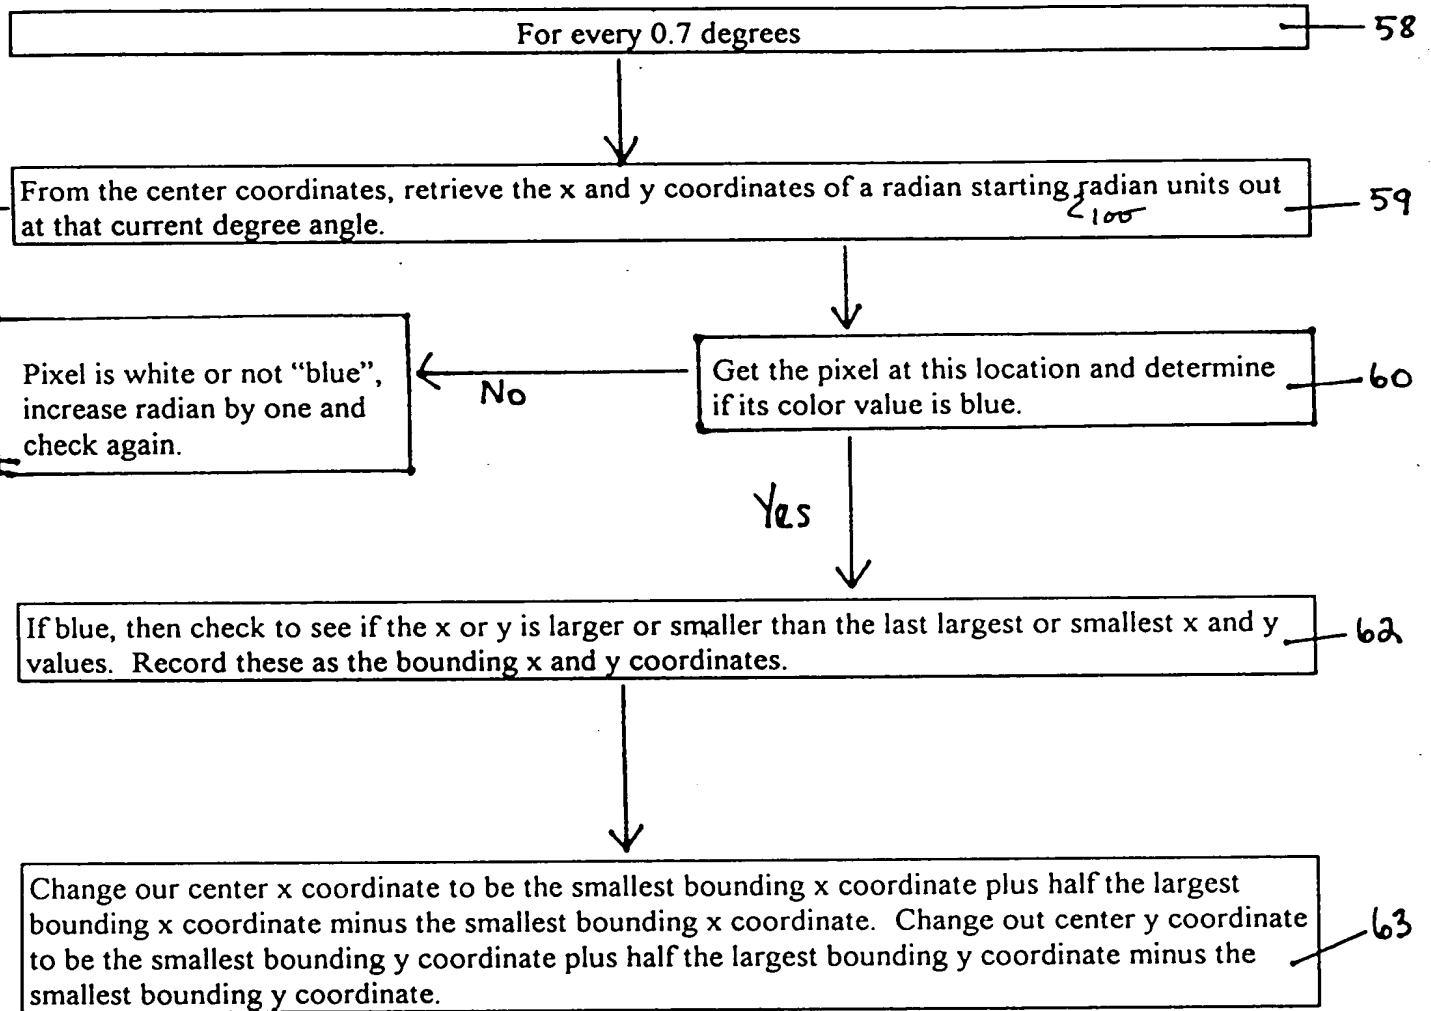 For every 0.7 degrees
58
From the center coordinates, retrieve the x and y coordinates of a radian starting radian units out
100
at that current degree angle.
59
Pixel is white or not “blue”,
increase radian by one and
check again.
No
Get the pixel at this location and determine
if its color value is blue.
60
Yes
If blue, then check to see if the x or y is larger or smaller than the last largest or smallest x and y
values. Record these as the bounding x and y coordinates.
62
Change our center x coordinate to be the smallest bounding x coordinate plus half the largest
bounding x coordinate minus the smallest bounding x coordinate. Change out center y coordinate
to be the smallest bounding y coordinate plus half the largest bounding y coordinate minus the
smallest bounding y coordinate.
63